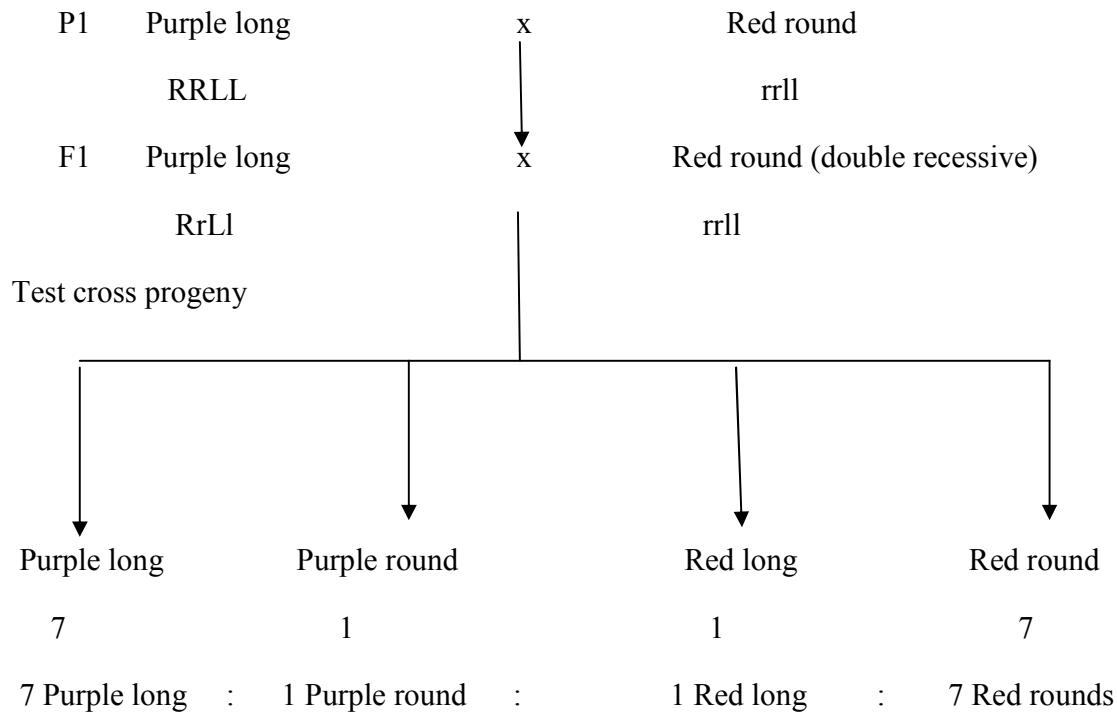 P1 Purple long x Red round
RRLL rrll
F1 Purple long x Red round (double recessive)
RrLl rrll
Test cross progeny
Purple long Purple round Red long Red round
7 1 1 7
7 Purple long : 1 Purple round : 1 Red long : 7 Red rounds